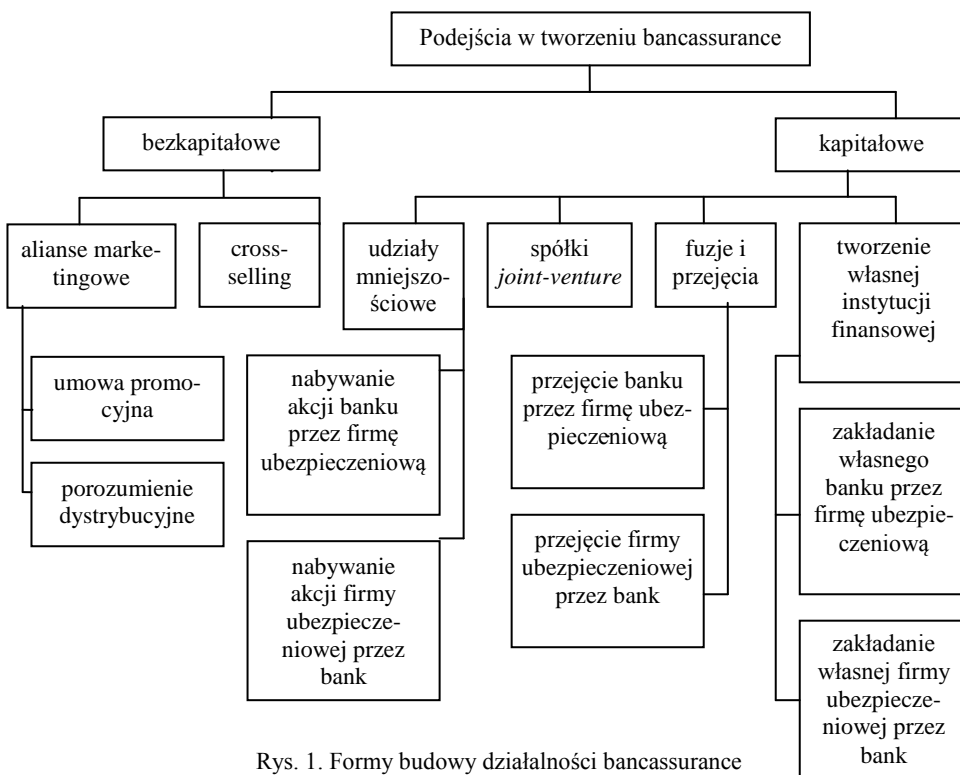 Podejścia w tworzeniu bancassurance
bezkapitałowe
kapitałowe
alianse marke-
tingowe
cross-
selling
udziały
mniejszo-
ściowe
spółki
joint-venture
fuzje i
przejęcia
tworzenie
własnej
instytucji
finansowej
umowa promo-
cyjna
nabywanie
akcji banku
przez firmę
ubezpieczeniową
przejęcie banku
przez firmę ubez-
pieczeniową
zakładanie
własnego
banku przez
firmę ubezpie-
czeniową
porozumienie
dystrybucyjne
nabywanie
akcji firmy
ubezpiecze-
niowej przez
bank
przejęcie firmy
ubezpieczeniowej
przez bank
zakładanie
własnej firmy
ubezpiecze-
niowej przez
bank
Rys. 1. Formy budowy działalności bancassurance